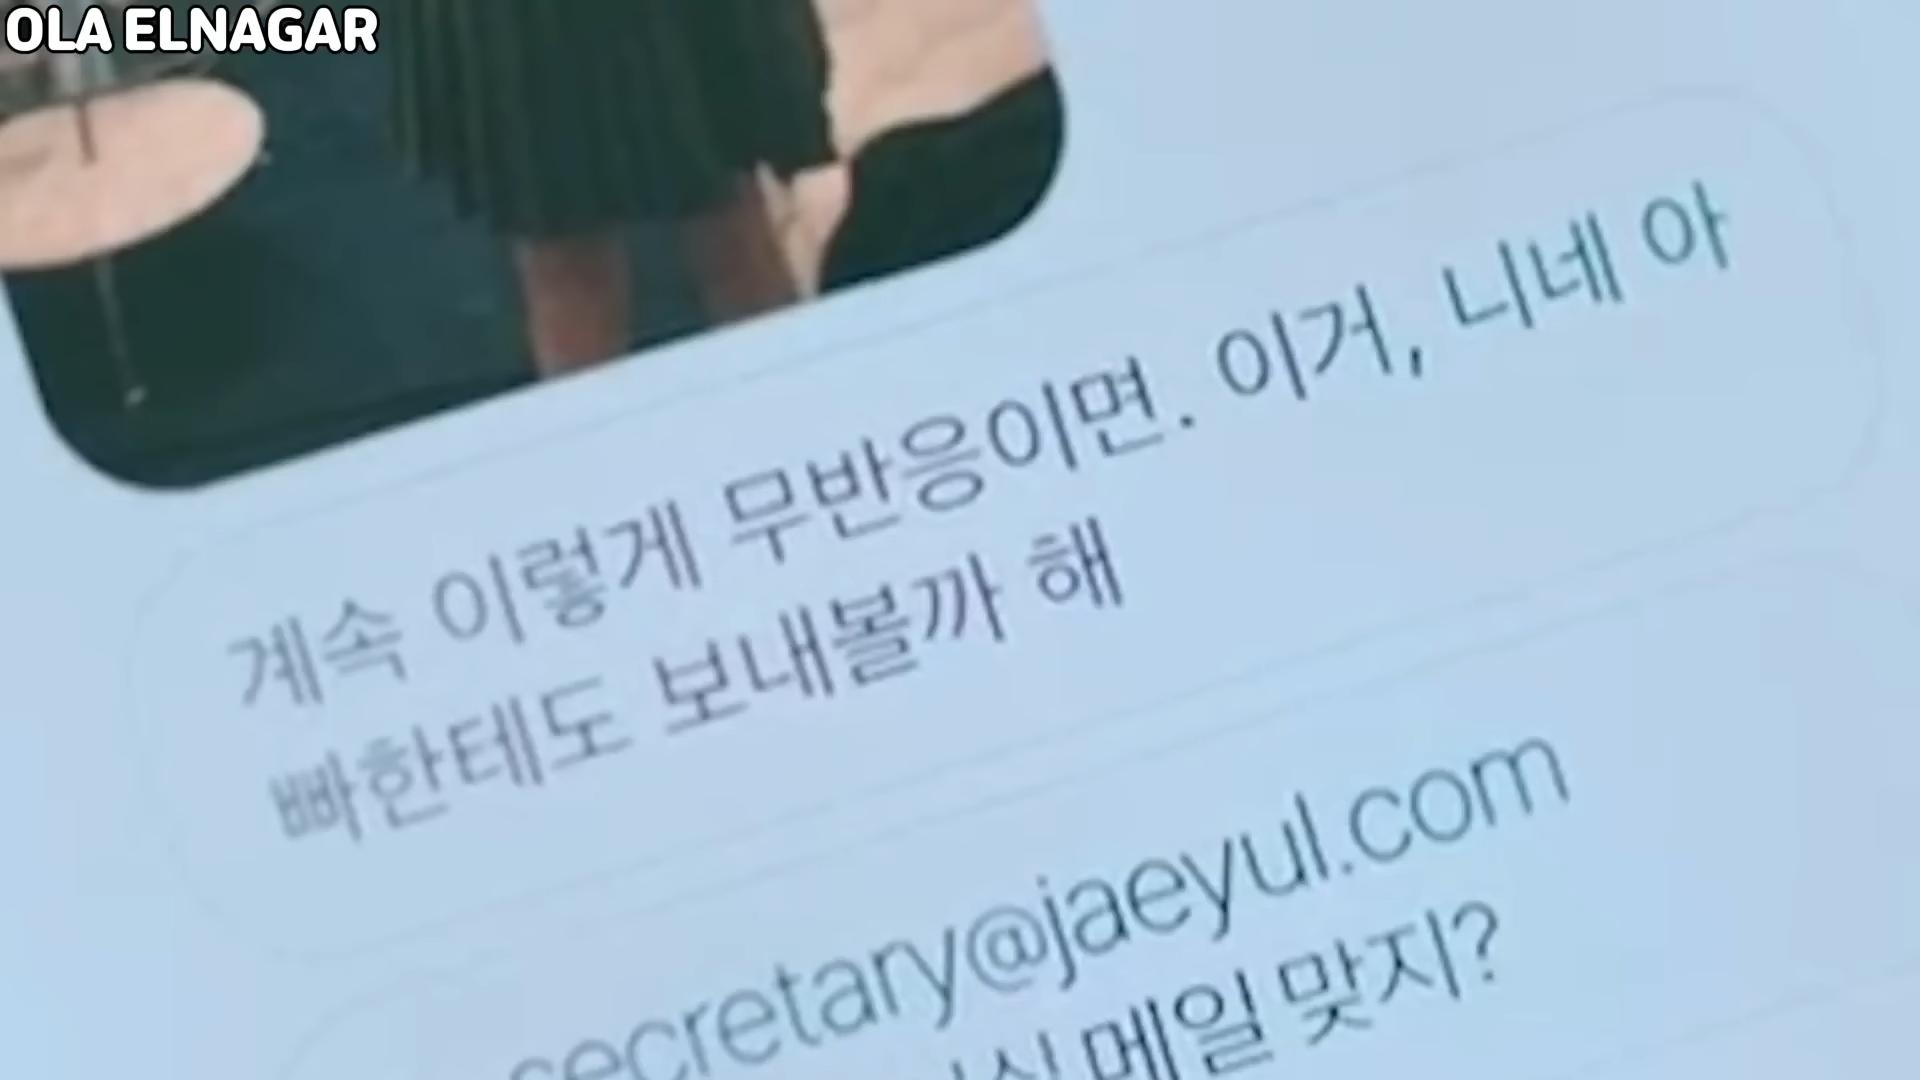 OLA ELNAGAR
계속 이렇게 무반응이면. 이거, 니네 아
빠한테도 보내볼까 해
secretary@jaeyul.com
메일 맞지?